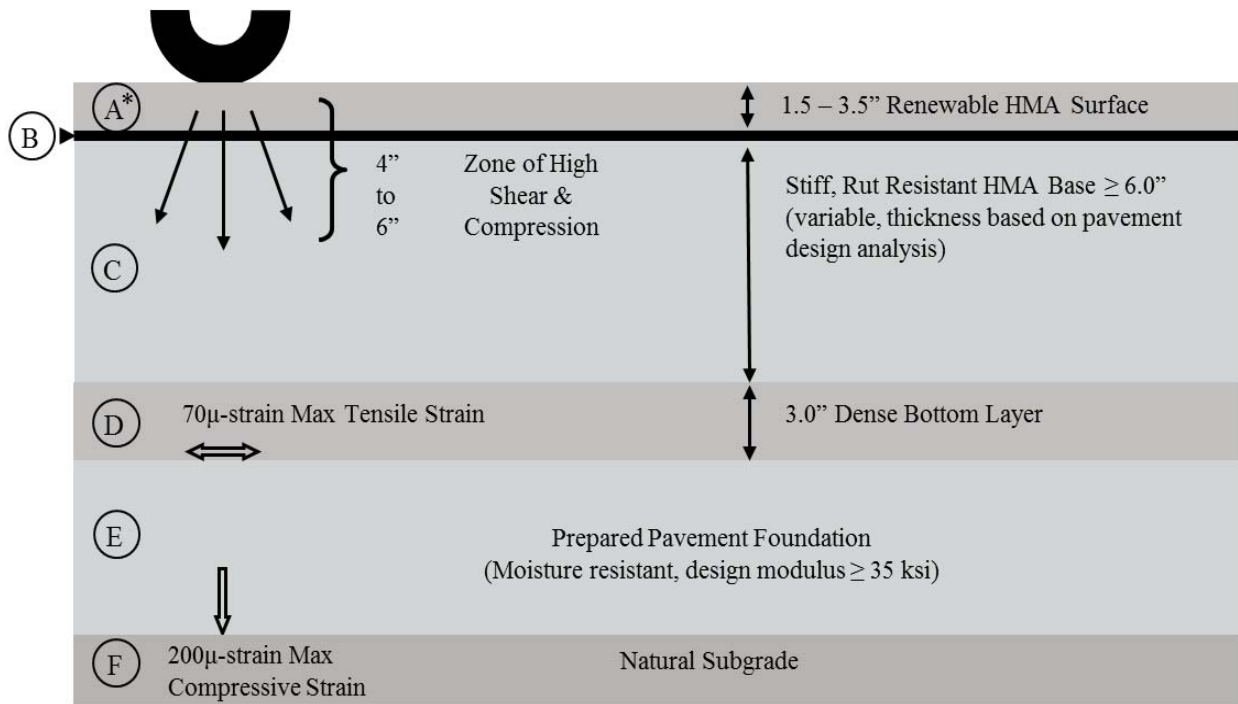 A*
1.5 – 3.5” Renewable HMA Surface
B
4” Zone of High
to Shear &
6” Compression
Stiff, Rut Resistant HMA Base ≥ 6.0”
(variable, thickness based on pavement
design analysis)
C
D
70μ-strain Max Tensile Strain
3.0” Dense Bottom Layer
E
Prepared Pavement Foundation
(Moisture resistant, design modulus ≥ 35 ksi)
F
200μ-strain Max
Compressive Strain
Natural Subgrade